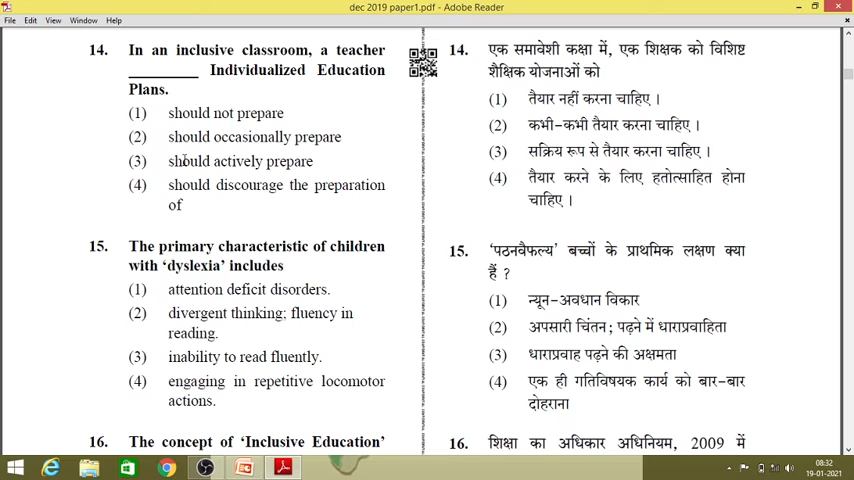 dec 2019 paper1.pdf - Adobe Reader
File Edit View Window Help
14. In an inclusive classroom, a teacher
________ Individualized Education
Plans.
(1) should not prepare
(2) should occasionally prepare
(3) should actively prepare
(4) should discourage the preparation
of
15. The primary characteristic of children
with ‘dyslexia’ includes
(1) attention deficit disorders.
(2) divergent thinking; fluency in
reading.
(3) inability to read fluently.
(4) engaging in repetitive locomotor
actions.
16. The concept of ‘Inclusive Education’
14. एक समावेशी कक्षा में, एक शिक्षक को विशिष्ट
शैक्षिक योजनाओं को
(1) तैयार नहीं करना चाहिए ।
(2) कभी-कभी तैयार करना चाहिए ।
(3) सक्रिय रूप से तैयार करना चाहिए ।
(4) तैयार करने के लिए हतोत्साहित होना
चाहिए ।
15. ‘पठनवैफल्य’ बच्चों के प्राथमिक लक्षण क्या
हैं ?
(1) न्यून-अवधान विकार
(2) अपसारी चिंतन; पढ़ने में धाराप्रवाहिता
(3) धाराप्रवाह पढ़ने की अक्षमता
(4) एक ही गतिविषयक कार्य को बार-बार
दोहराना
16. शिक्षा का अधिकार अधिनियम, 2009 में
08:32
19-01-2021